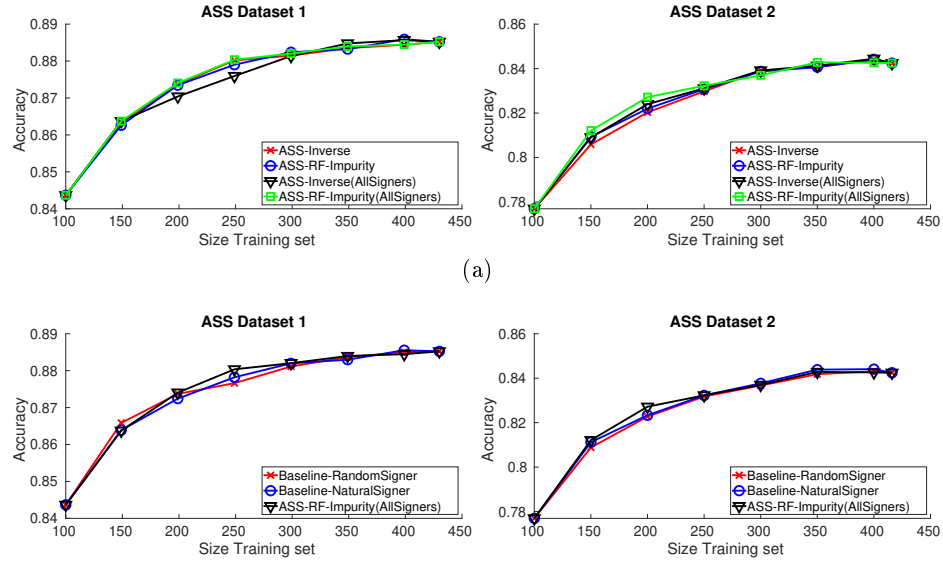 ASS Dataset 1
0.89
0.88
0.87
0.86
0.85
0.84
Accuracy
100 150 200 250 300 350 400 450
Size Training set
ASS-Inverse
ASS-RF-Impurity
ASS-Inverse(AllSigners)
ASS-RF-Impurity(AllSigners)
ASS Dataset 2
0.86
0.84
0.82
0.8
0.78
Accuracy
100 150 200 250 300 350 400 450
Size Training set
ASS-Inverse
ASS-RF-Impurity
ASS-Inverse(AllSigners)
ASS-RF-Impurity(AllSigners)
(a)
ASS Dataset 1
0.89
0.88
0.87
0.86
0.85
0.84
Accuracy
100 150 200 250 300 350 400 450
Size Training set
Baseline-RandomSigner
Baseline-NaturalSigner
ASS-RF-Impurity(AllSigners)
ASS Dataset 2
0.86
0.84
0.82
0.8
0.78
Accuracy
100 150 200 250 300 350 400 450
Size Training set
Baseline-RandomSigner
Baseline-NaturalSigner
ASS-RF-Impurity(AllSigners)